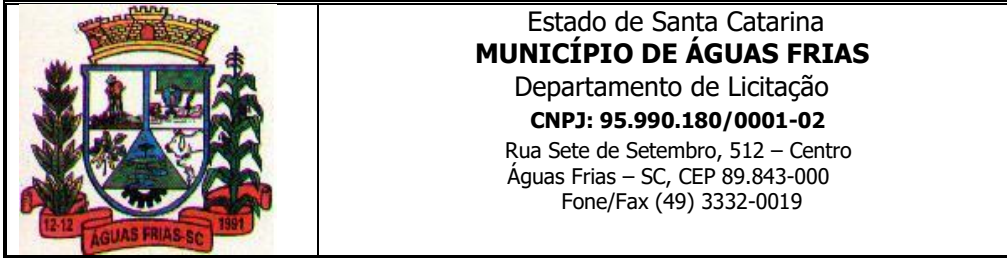 12-12
ÁGUAS FRIAS-SC
1991
Estado de Santa Catarina
MUNICÍPIO DE ÁGUAS FRIAS
Departamento de Licitação
CNPJ: 95.990.180/0001-02
Rua Sete de Setembro, 512 – Centro
Águas Frias – SC, CEP 89.843-000
Fone/Fax (49) 3332-0019